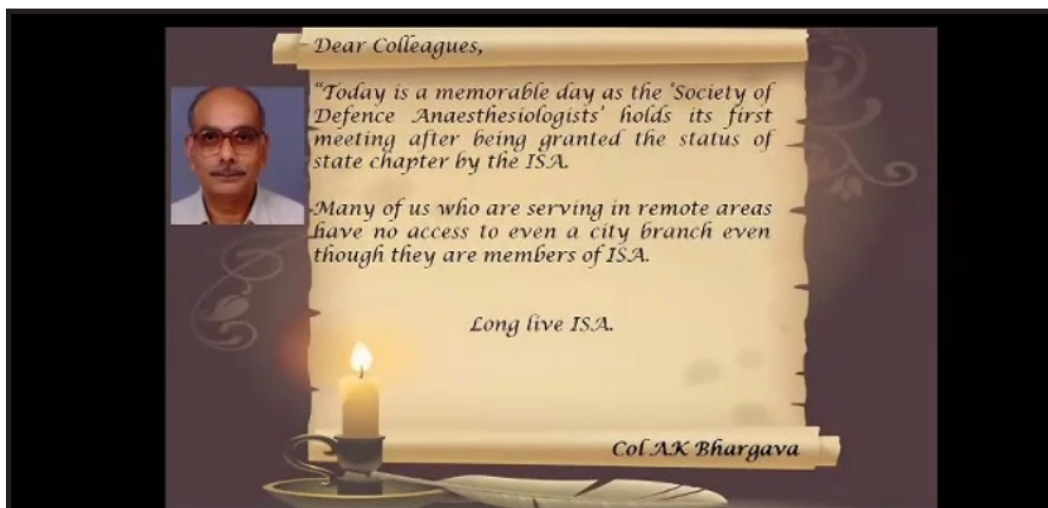 Dear Colleagues,
"Today is a memorable day as the 'Society of
Defence Anaesthesiologists' holds its first
meeting after being granted the status of
state chapter by the ISA.
Many of us who are serving in remote areas
have no access to even a city branch even
though they are members of ISA.
Long live ISA.
Col AK Bhargava